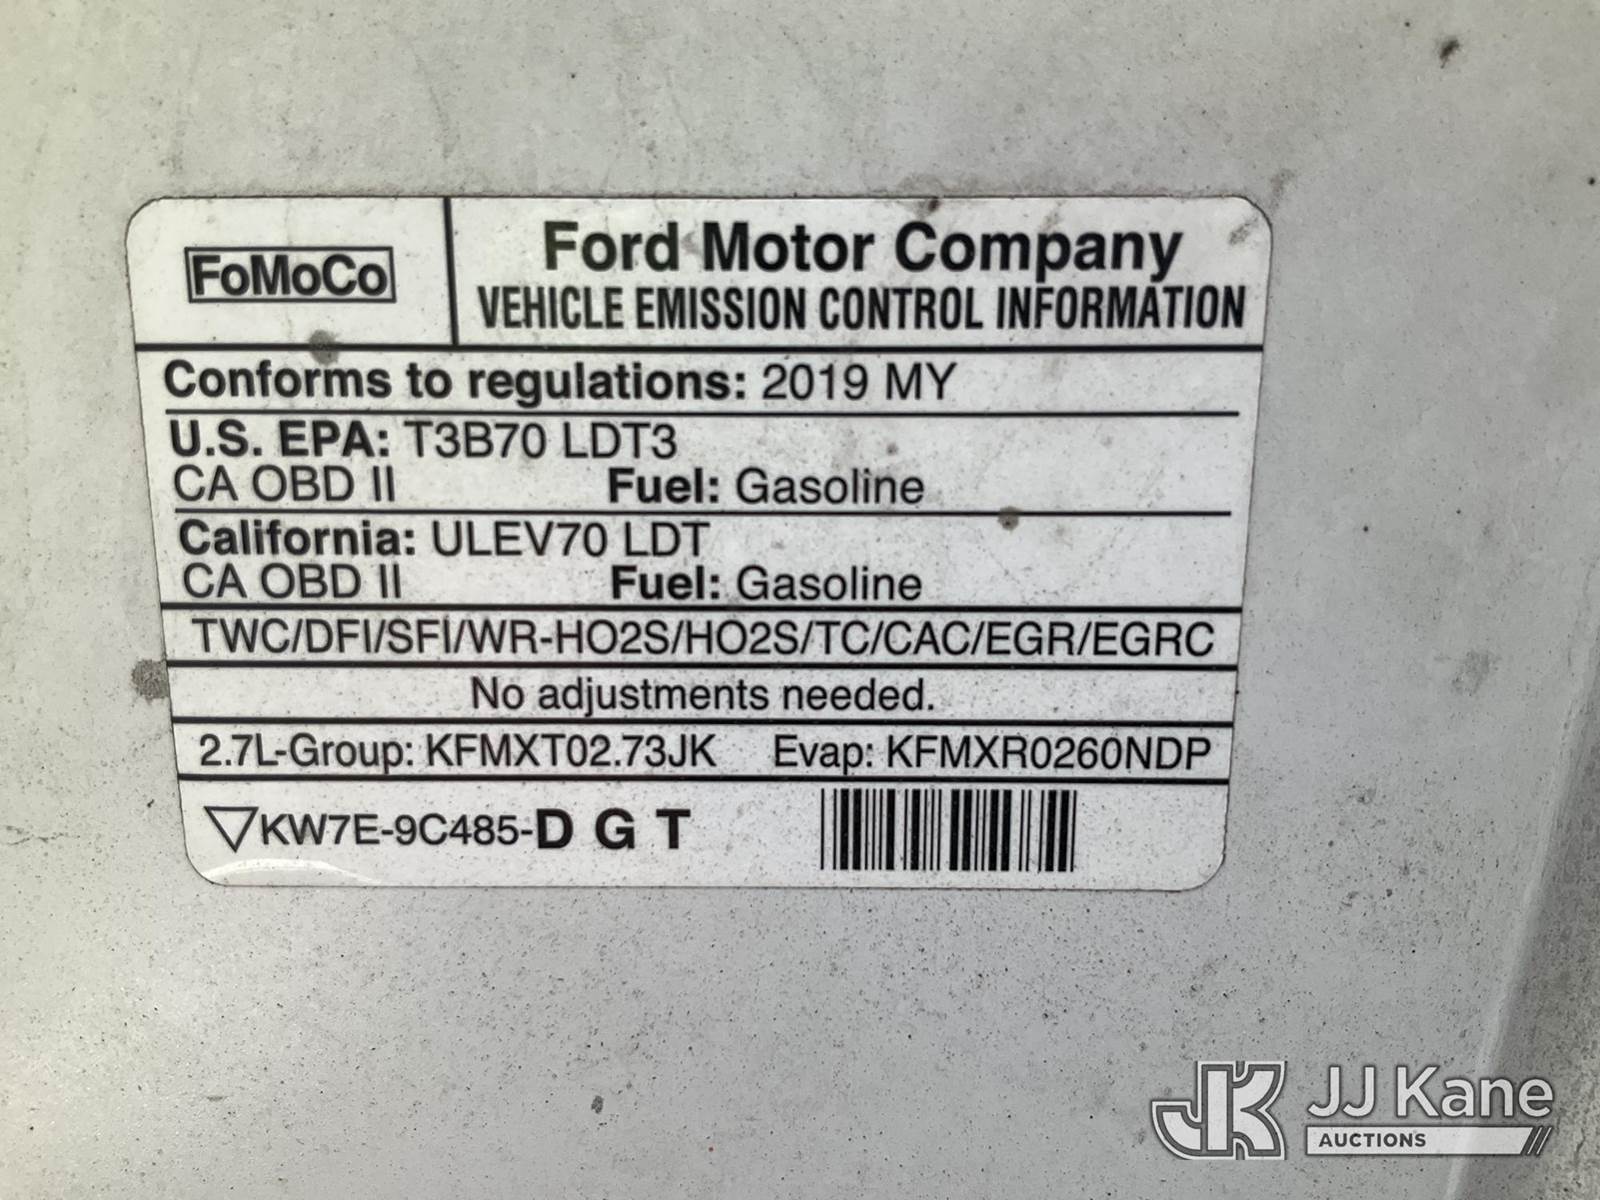 FoMoCo
Ford Motor Company
VEHICLE EMISSION CONTROL INFORMATION
Conforms to regulations: 2019 MY
U.S. EPA: T3B70 LDT3
CA OBD II Fuel: Gasoline
California: ULEV70 LDT
CA OBD II Fuel: Gasoline
TWC/DFI/SFI/WR-HO2S/HO2S/TC/CAC/EGR/EGRC
No adjustments needed.
2.7L-Group: KFMXT02.73JK Evap: KFMXR0260NDP
KW7E-9C485-D G T
JK JJ Kane
AUCTIONS